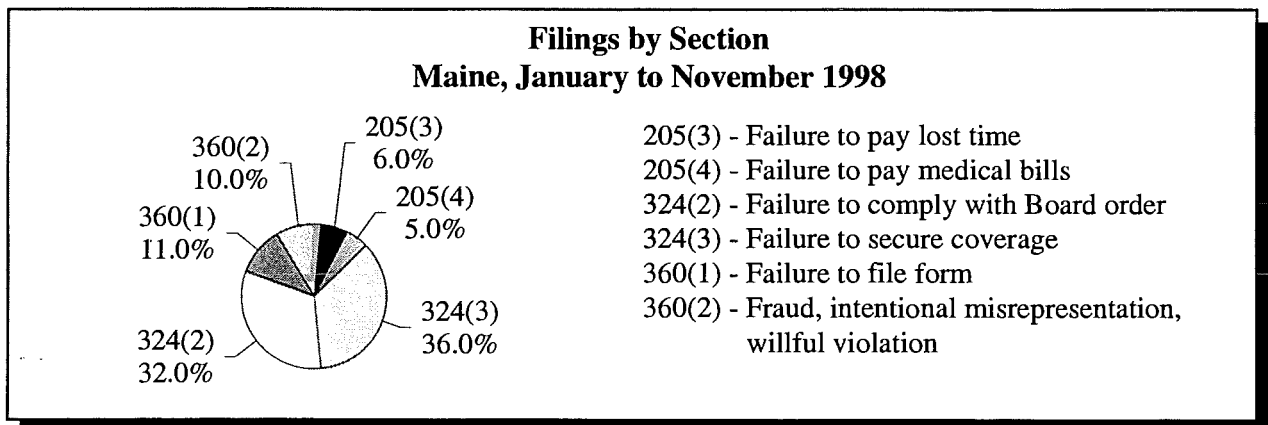 Filings by Section
Maine, January to November 1998
205(3)
6.0%
205(4)
5.0%
324(3)
36.0%
324(2)
32.0%
360(1)
11.0%
360(2)
10.0%
205(3) - Failure to pay lost time
205(4) - Failure to pay medical bills
324(2) - Failure to comply with Board order
324(3) - Failure to secure coverage
360(1) - Failure to file form
360(2) - Fraud, intentional misrepresentation,
willful violation